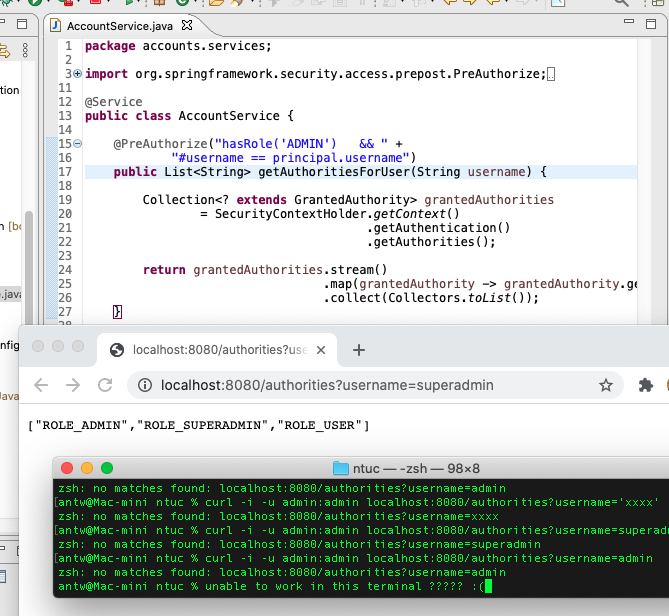 AccountService.java
1 package accounts.services;
2
3 import org.springframework.security.access.prepost.PreAuthorize;
11
12 @Service
13 public class AccountService {
14
15 @PreAuthorize("hasRole('ADMIN')   && " +
16 "#username == principal.username")
17 public List<String> getAuthoritiesForUser(String username) {
18
19 Collection<? extends GrantedAuthority> grantedAuthorities
20 = SecurityContextHolder.getContext()
21 .getAuthentication()
22 .getAuthorities();
23
24 return grantedAuthorities.stream()
25 .map(grantedAuthority -> grantedAuthority.ge
26 .collect(Collectors.toList());
27 }
28
tion
n [bo
e.java
nfig
Java
localhost:8080/authorities?use
localhost:8080/authorities?username=superadmin
["ROLE_ADMIN","ROLE_SUPERADMIN","ROLE_USER"]
ntuc — -zsh — 98×8
zsh: no matches found: localhost:8080/authorities?username=admin
[antw@Mac-mini ntuc % curl -i -u admin:admin localhost:8080/authorities?username='xxxx'
zsh: no matches found: localhost:8080/authorities?username=xxxx
[antw@Mac-mini ntuc % curl -i -u admin:admin localhost:8080/authorities?username=superadm
zsh: no matches found: localhost:8080/authorities?username=superadmin
[antw@Mac-mini ntuc % curl -i -u admin:admin localhost:8080/authorities?username=admin
zsh: no matches found: localhost:8080/authorities?username=admin
antw@Mac-mini ntuc % unable to work in this terminal ????? :(